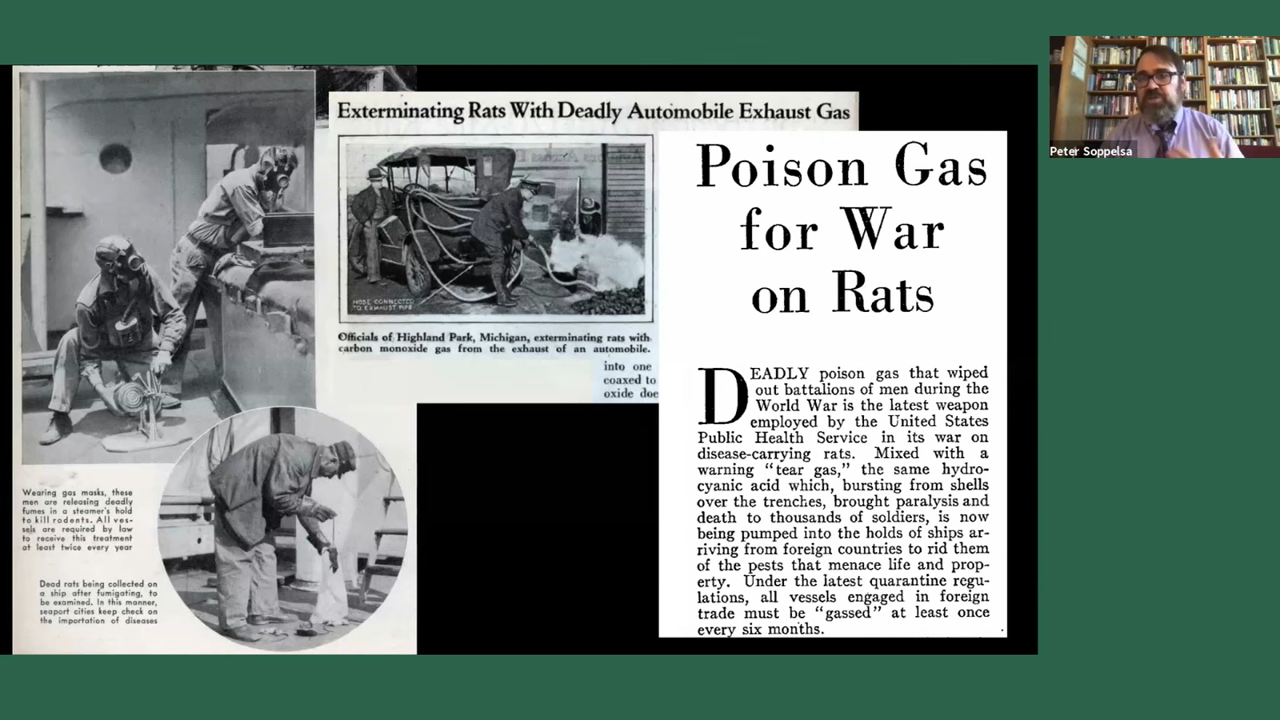 Exterminating Rats With Deadly Automobile Exhaust Gas
HOSE CONNECTED
TO EXHAUST PIPE
Officials of Highland Park, Michigan, exterminating rats with
carbon monoxide gas from the exhaust of an automobile.
into one
coaxed to
oxide doe
Wearing gas masks, these
men are releasing deadly
fumes in a steamer's hold
to kill rodents. All ves-
sels are required by law
to receive this treatment
at least twice every year
Dead rats being collected on
a ship after fumigating, to
be examined. In this manner,
seaport cities keep check on
the importation of diseases
Poison Gas
for War
on Rats
DEADLY poison gas that wiped
out battalions of men during the
World War is the latest weapon
employed by the United States
Public Health Service in its war on
disease-carrying rats. Mixed with a
warning “tear gas,” the same hydro-
cyanic acid which, bursting from shells
over the trenches, brought paralysis and
death to thousands of soldiers, is now
being pumped into the holds of ships ar-
riving from foreign countries to rid them
of the pests that menace life and prop-
erty. Under the latest quarantine regu-
lations, all vessels engaged in foreign
trade must be “gassed” at least once
every six months.
Peter Soppelsa